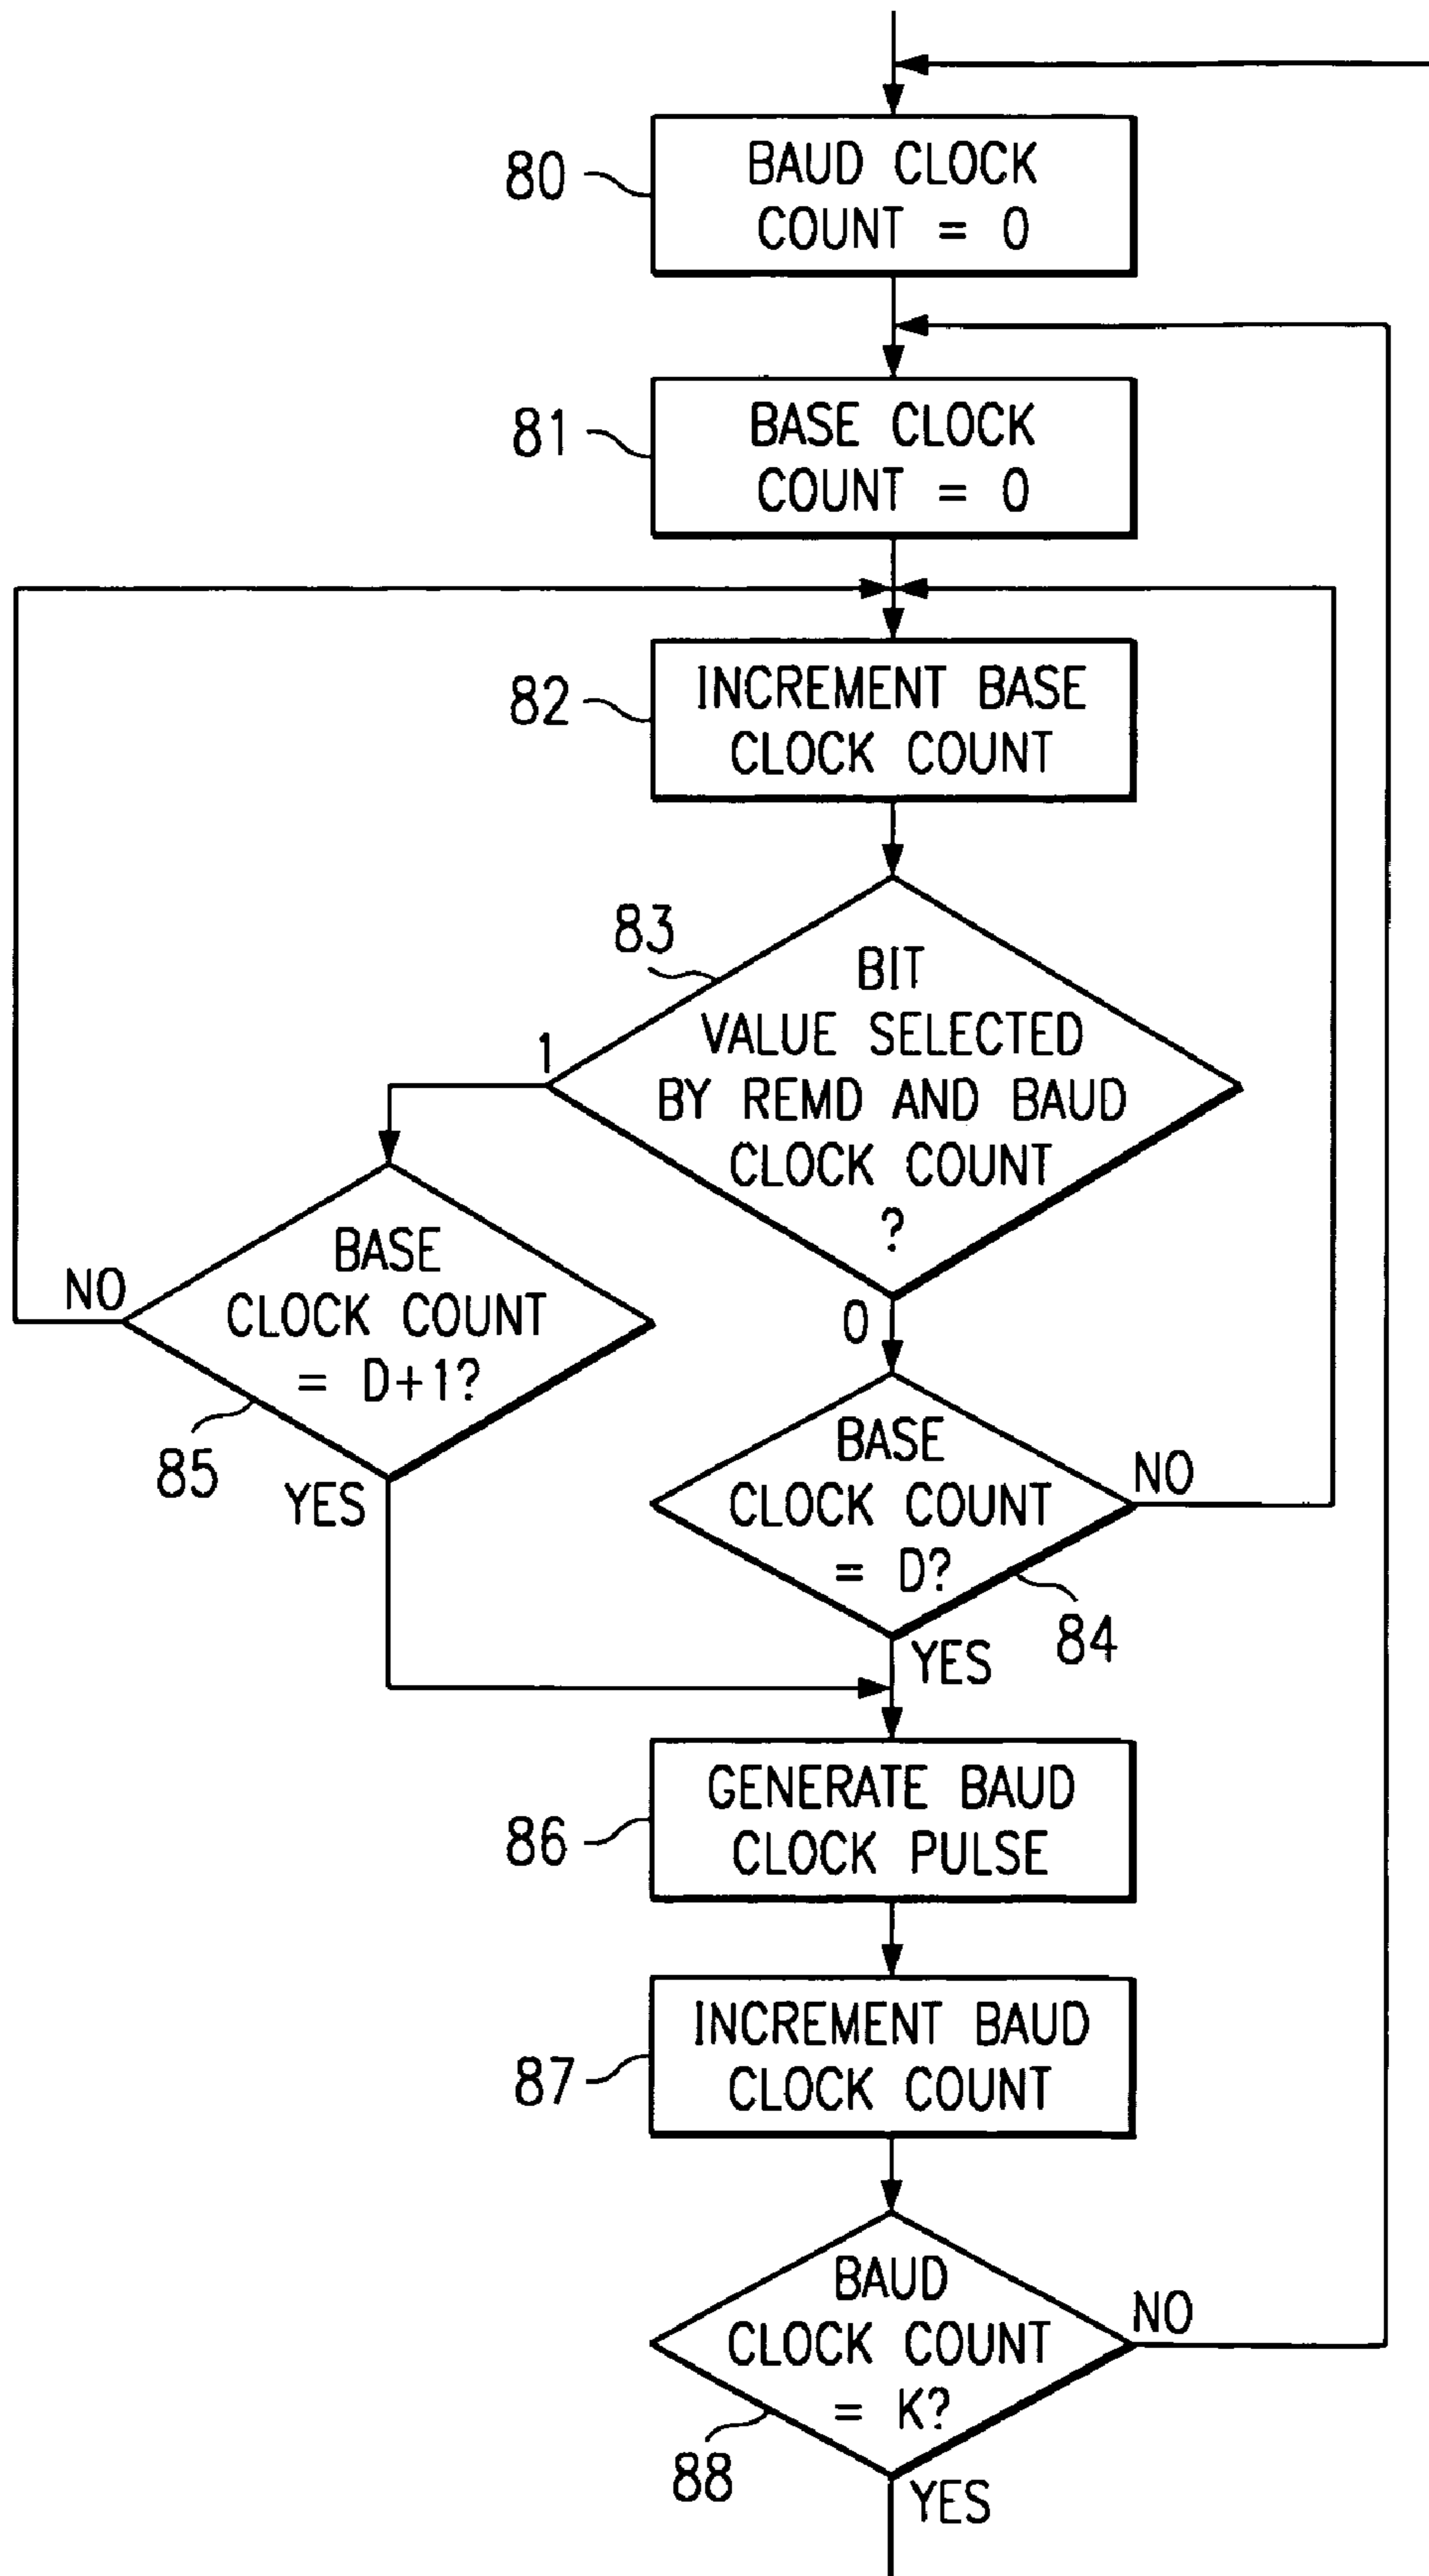 80
BAUD CLOCK
COUNT = 0
81
BASE CLOCK
COUNT = 0
82
INCREMENT BASE
CLOCK COUNT
83
BIT
VALUE SELECTED
BY REMD AND BAUD
CLOCK COUNT
?
1
0
BASE
CLOCK COUNT
= D+1?
NO
85
YES
BASE
CLOCK COUNT
= D?
NO
84
YES
86
GENERATE BAUD
CLOCK PULSE
87
INCREMENT BAUD
CLOCK COUNT
BAUD
CLOCK COUNT
= K?
NO
88
YES